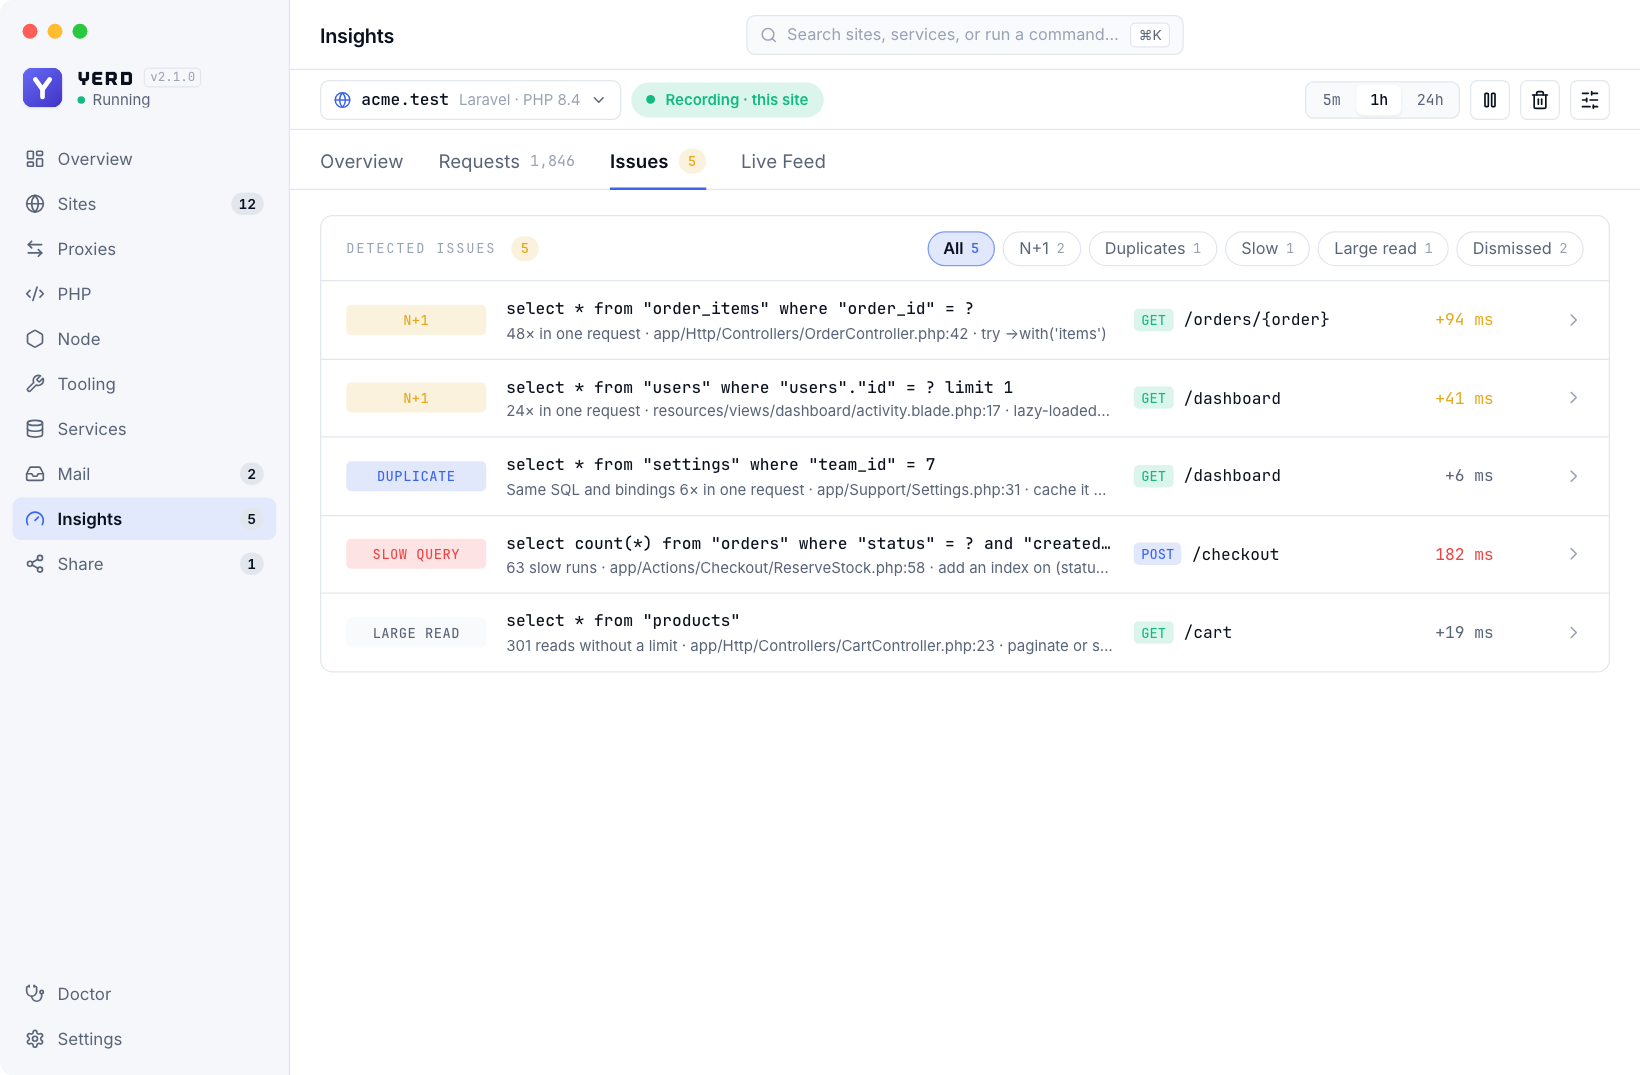 Insights
Search sites, services, or run a command... ⌘K
Y YERD v2.1.0
Running
Overview
Sites 12
Proxies
PHP
Node
Tooling
Services
Mail 2
Insights 5
Share 1
Doctor
Settings
acme.test Laravel · PHP 8.4
Recording · this site
5m 1h 24h
Overview Requests 1,846 Issues 5 Live Feed
DETECTED ISSUES 5
All 5 N+1 2 Duplicates 1 Slow 1 Large read 1 Dismissed 2
N+1 select * from "order_items" where "order_id" = ? GET /orders/{order} +94 ms
48× in one request · app/Http/Controllers/OrderController.php:42 · try →with('items')
N+1 select * from "users" where "users"."id" = ? limit 1 GET /dashboard +41 ms
24× in one request · resources/views/dashboard/activity.blade.php:17 · lazy-loaded...
DUPLICATE select * from "settings" where "team_id" = 7 GET /dashboard +6 ms
Same SQL and bindings 6× in one request · app/Support/Settings.php:31 · cache it ...
SLOW QUERY select count(*) from "orders" where "status" = ? and "created… POST /checkout 182 ms
63 slow runs · app/Actions/Checkout/ReserveStock.php:58 · add an index on (statu...
LARGE READ select * from "products" GET /cart +19 ms
301 reads without a limit · app/Http/Controllers/CartController.php:23 · paginate or s...